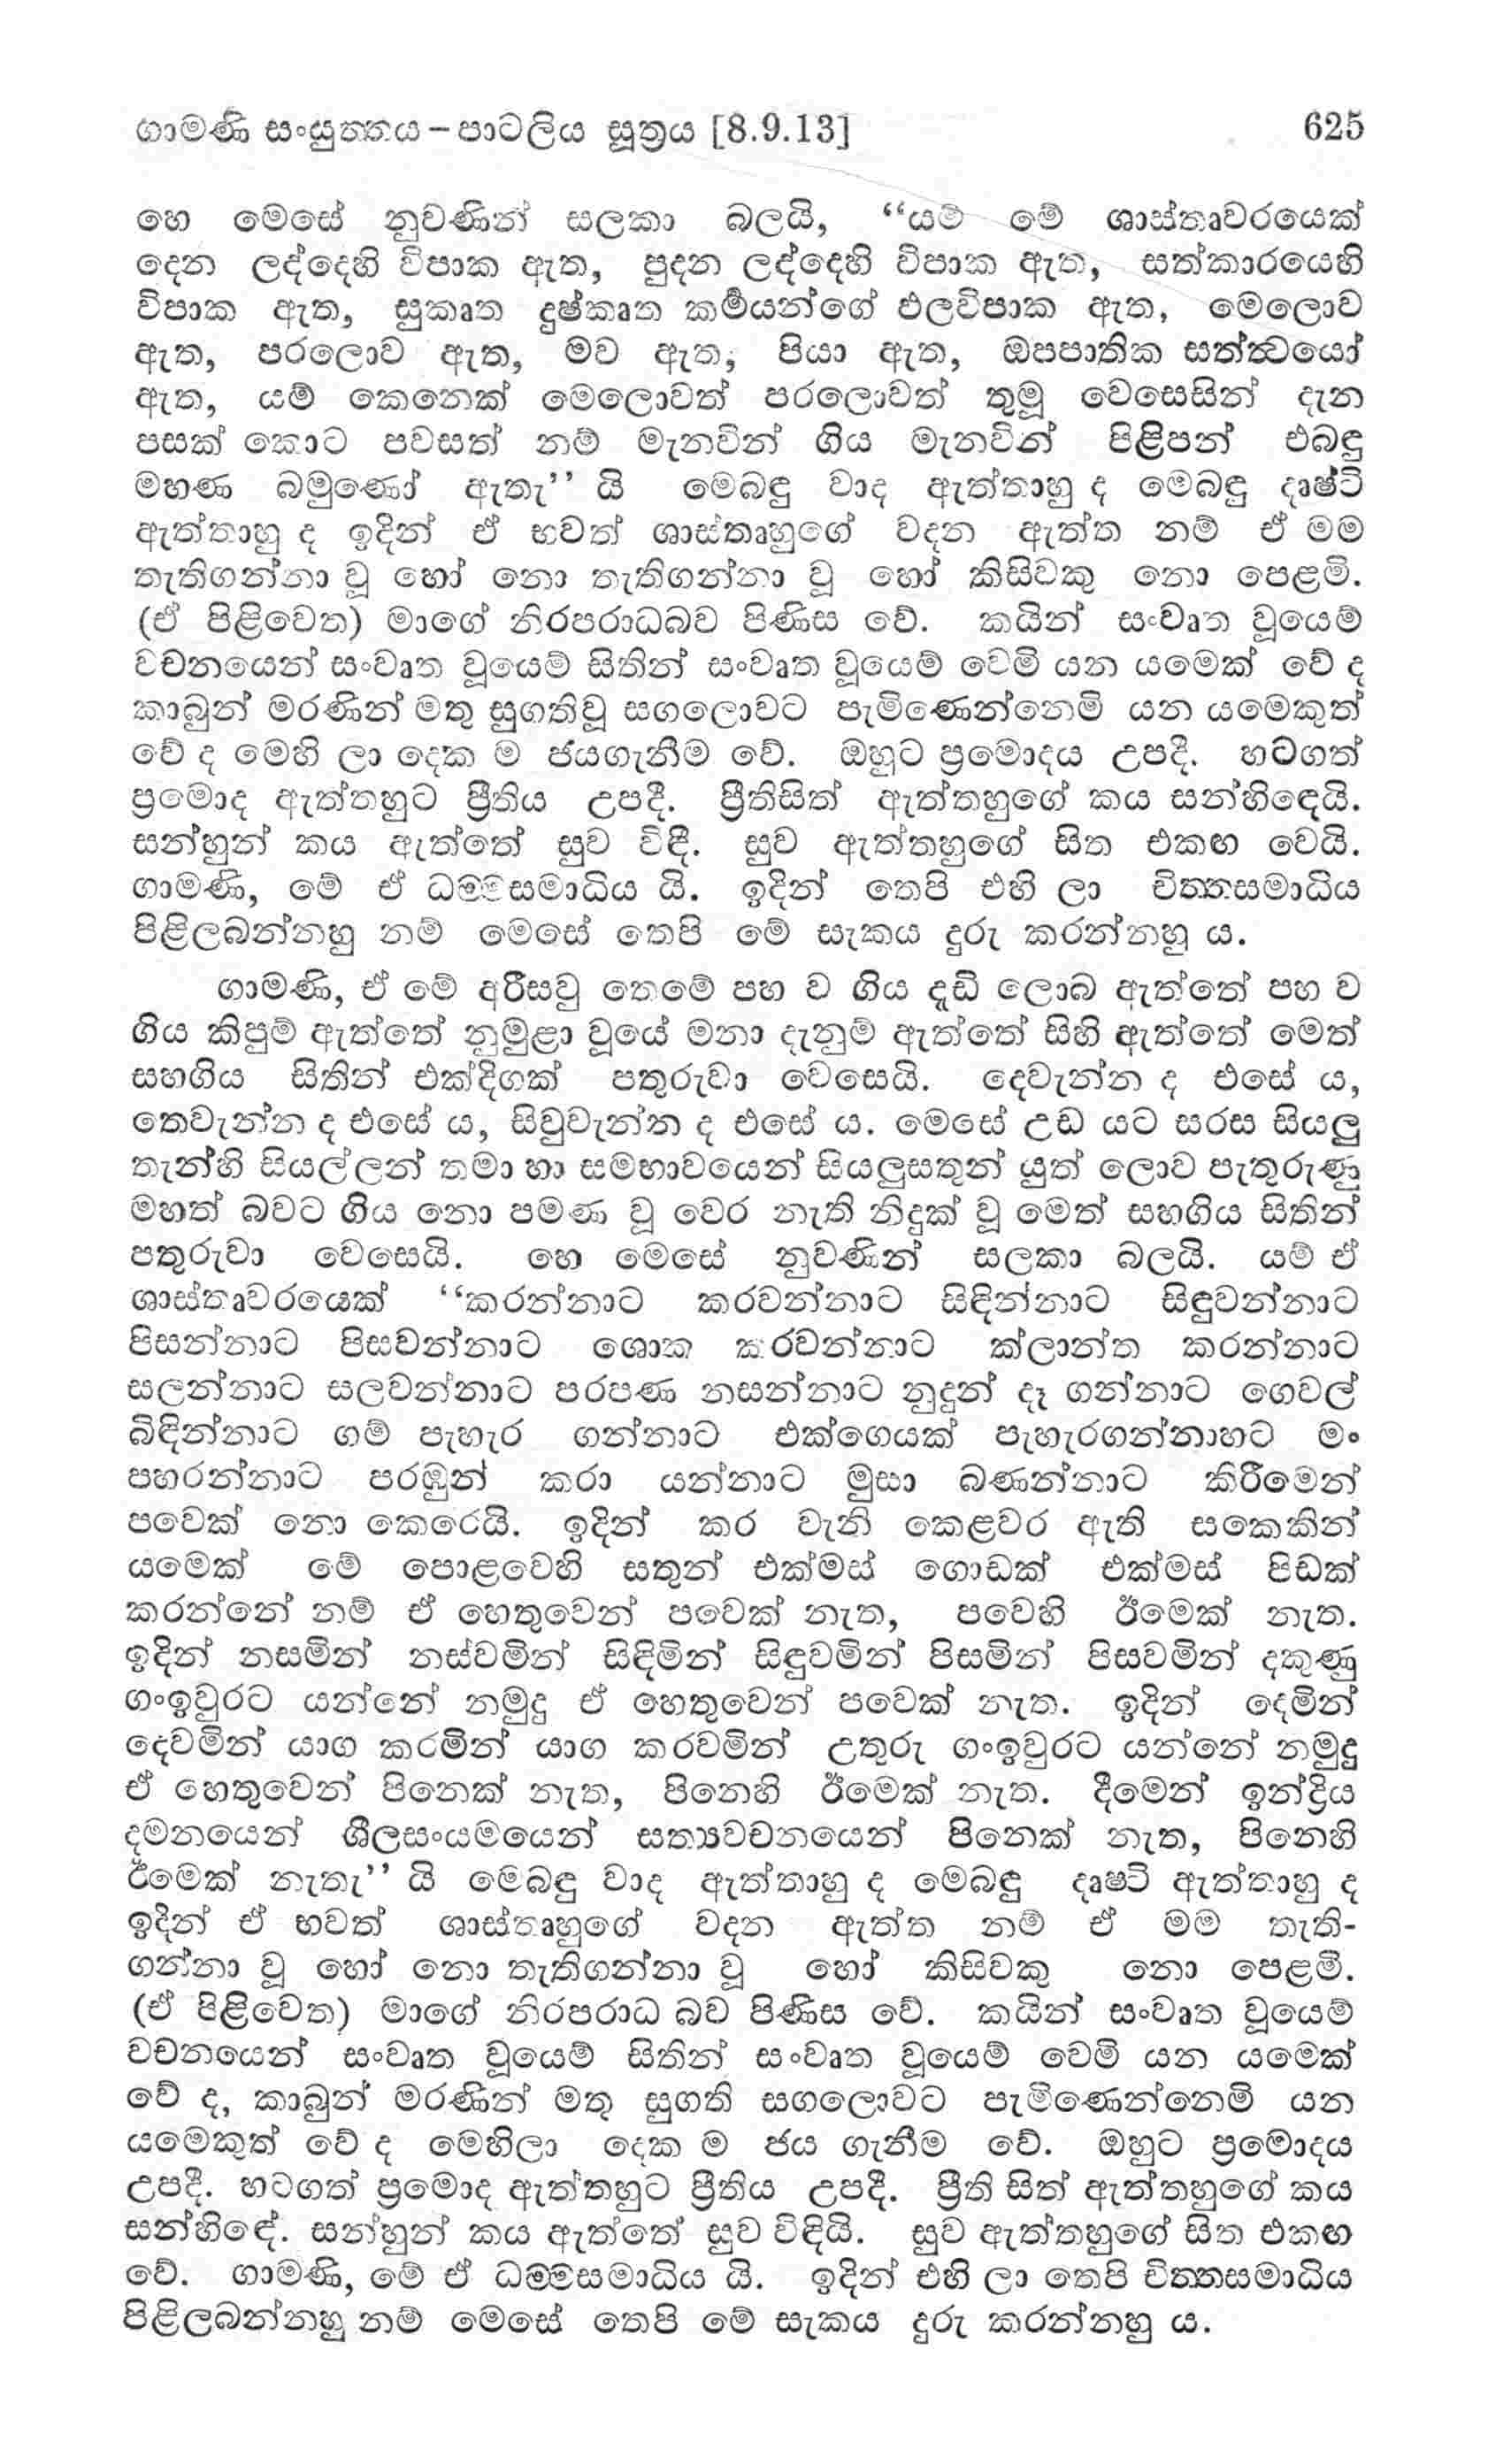 ගාමණි සංයුත්තය – පාටලිය සූත්‍රය [8.9.13] 625
හෙ මෙසේ නුවණින් සලකා බලයි, “යම් මේ ශාස්තෘවරයෙක්
දෙන ලද්දෙහි විපාක ඇත, පුදන ලද්දෙහි විපාක ඇත, සත්කාරයෙහි
විපාක ඇත, සුකෘත දුෂ්කෘත කර්‍මයන්ගේ ඵලවිපාක ඇත, මෙලොව
ඇත, පරලොව ඇත, මව ඇත, පියා ඇත, ඔපපාතික සත්ත්‍වයෝ
ඇත, යම් කෙනෙක් මෙලොවත් පරලොවත් තුමූ වෙසෙසින් දැන
පසක් කොට පවසත් නම් මැනවින් ගිය මැනවින් පිළිපන් එබඳු
මහණ බමුණෝ ඇතැ’’ යි මෙබඳු වාද ඇත්තාහු ද මෙබඳු දෘෂ්ටි
ඇත්තාහු ද ඉදින් ඒ භවත් ශාස්තෘහුගේ වදන ඇත්ත නම් ඒ මම
තැතිගන්නා වූ හෝ නො තැතිගන්නා වූ හෝ කිසිවකු නො පෙළමි.
(ඒ පිළිවෙත) මාගේ නිරපරාධබව පිණිස වේ. කයින් සංවෘත වූයෙම්
වචනයෙන් සංවෘත වූයෙම් සිතින් සංවෘත වූයෙම් වෙමි යන යමෙක් වේ ද
කාබුන් මරණින් මතු සුගතිවූ සගලොවට පැමිණෙන්නෙමි යන යමෙකුත්
වේ ද මෙහි ලා දෙක ම ජයගැනීම වේ. ඔහුට ප්‍රමොදය උපදී. හටගත්
ප්‍රමොද ඇත්තහුට ප්‍රීතිය උපදී. ප්‍රීතිසිත් ඇත්තහුගේ කය සන්හිඳෙයි.
සන්හුන් කය ඇත්තේ සුව විඳී. සුව ඇත්තහුගේ සිත එකඟ වෙයි.
ගාමණි, මේ ඒ ධම්මසමාධිය යි. ඉදින් තෙපි එහි ලා චිත්තසමාධිය
පිළිලබන්නහු නම් මෙසේ තෙපි මේ සැකය දුරු කරන්නහු ය.
ගාමණි, ඒ මේ අරීසවු තෙමේ පහ ව ගිය දැඩි ලොබ ඇත්තේ පහ ව
ගිය කිපුම් ඇත්තේ නුමුළා වූයේ මනා දැනුම් ඇත්තේ සිහි ඇත්තේ මෙත්
සහගිය සිතින් එක්දිගක් පතුරුවා වෙසෙයි. දෙවැන්න ද එසේ ය,
තෙවැන්න ද එසේ ය, සිවුවැන්න ද එසේ ය. මෙසේ උඩ යට සරස සියලු
තැන්හි සියල්ලන් තමා හා සමභාවයෙන් සියලුසතුන් යුත් ලොව පැතුරුණු
මහත් බවට ගිය නො පමණ වූ වෙර නැති නිදුක් වූ මෙත් සහගිය සිතින්
පතුරුවා වෙසෙයි. හෙ මෙසේ නුවණින් සලකා බලයි. යම් ඒ
ශාස්තෘවරයෙක් “කරන්නාට කරවන්නාට සිඳින්නාට සිඳුවන්නාට
පිසන්නාට පිසවන්නාට ශොක කරවන්නාට ක්ලාන්ත කරන්නාට
සලන්නාට සලවන්නාට පරපණ නසන්නාට නුදුන් දෑ ගන්නාට ගෙවල්
බිඳින්නාට ගම් පැහැර ගන්නාට එක්ගෙයක් පැහැරගන්නාහට මං
පහරන්නාට පරඹුන් කරා යන්නාට මුසා බණන්නාට කිරීමෙන්
පවෙක් නො කෙරෙයි. ඉදින් කර වැනි කෙළවර ඇති සකෙකින්
යමෙක් මේ පොළවෙහි සතුන් එක්මස් ගොඩක් එක්මස් පිඩක්
කරන්නේ නම් ඒ හෙතුවෙන් පවෙක් නැත, පවෙහි ඊමෙක් නැත.
ඉදින් නසමින් නස්වමින් සිඳිමින් සිඳුවමින් පිසමින් පිසවමින් දකුණු
ගංඉවුරට යන්නේ නමුදු ඒ හෙතුවෙන් පවෙක් නැත. ඉදින් දෙමින්
දෙවමින් යාග කරමින් යාග කරවමින් උතුරු ගංඉවුරට යන්නේ නමුදු
ඒ හෙතුවෙන් පිනෙක් නැත, පිනෙහි ඊමෙක් නැත. දීමෙන් ඉන්ද්‍රිය
දමනයෙන් ශීලසංයමයෙන් සත්‍යවචනයෙන් පිනෙක් නැත, පිනෙහි
ඊමෙක් නැතැ’’ යි මෙබඳු වාද ඇත්තාහු ද මෙබඳු දෘෂටි ඇත්තාහු ද
ඉදින් ඒ භවත් ශාස්තෘහුගේ වදන ඇත්ත නම් ඒ මම තැති-
ගන්නා වූ හෝ නො තැතිගන්නා වූ හෝ කිසිවකු නො පෙළමි.
(ඒ පිළිවෙත) මාගේ නිරපරාධ බව පිණිස වේ. කයින් සංවෘත වූයෙම්
වචනයෙන් සංවෘත වූයෙම් සිතින් සංවෘත වූයෙම් වෙමි යන යමෙක්
වේ ද, කාබුන් මරණින් මතු සුගති සගලොවට පැමිණෙන්නෙමි යන
යමෙකුත් වේ ද මෙහිලා දෙක ම ජය ගැනීම වේ. ඔහුට ප්‍රමොදය
උපදී. හටගත් ප්‍රමොද ඇත්තහුට ප්‍රීතිය උපදී. ප්‍රීති සිත් ඇත්තහුගේ කය
සන්හිඳේ. සන්හුන් කය ඇත්තේ සුව විඳියි. සුව ඇත්තහුගේ සිත එකඟ
වේ. ගාමණි, මේ ඒ ධම්මසමාධිය යි. ඉදින් එහි ලා තෙපි චිත්තසමාධිය
පිළිලබන්නහු නම් මෙසේ තෙපි මේ සැකය දුරු කරන්නහු ය.